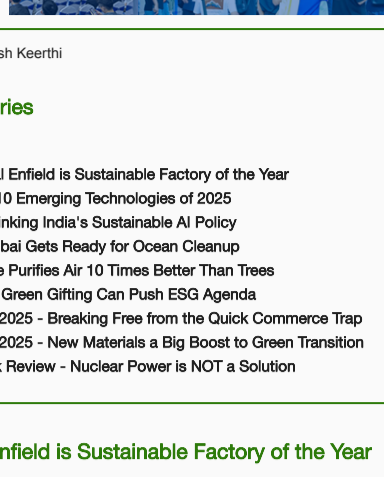 sh Keerthi
ries
l Enfield is Sustainable Factory of the Year
10 Emerging Technologies of 2025
nking India's Sustainable AI Policy
bai Gets Ready for Ocean Cleanup
e Purifies Air 10 Times Better Than Trees
Green Gifting Can Push ESG Agenda
2025 - Breaking Free from the Quick Commerce Trap
2025 - New Materials a Big Boost to Green Transition
k Review - Nuclear Power is NOT a Solution
nfield is Sustainable Factory of the Year